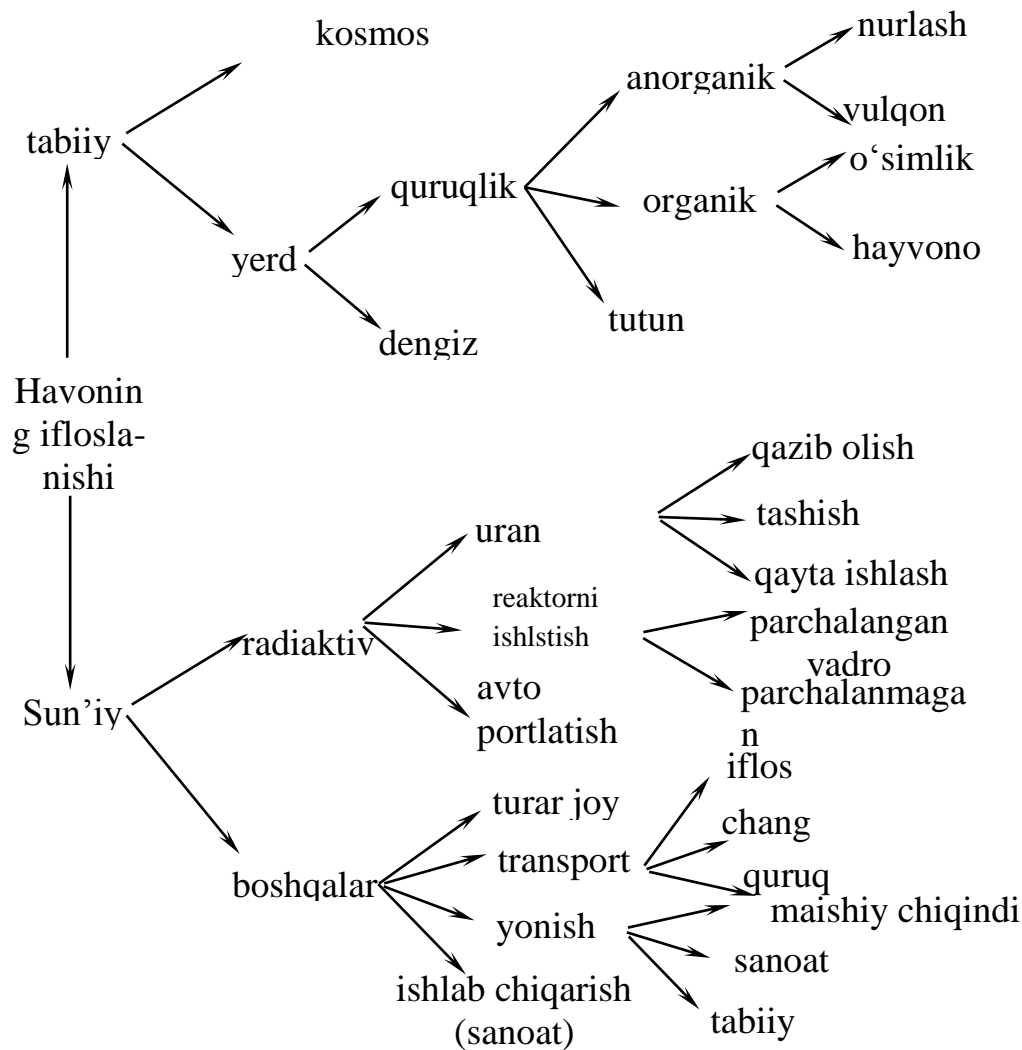 kosmos
nurlash
anorganik
vulqon
tabiiy
o‘simlik
quruqlik
organik
yerd
hayvono
tutun
dengiz
Havonin
g iflosla-
nishi
qazib olish
uran
tashish
qayta ishlash
reaktorni
ishlstish
radiaktiv
parchalangan
vadro
avto
portlatish
Sun’iy
parchalanmaga
n
iflos
turar joy
chang
transport
boshqalar
quruq
maishiy chiqindi
yonish
sanoat
ishlab chiqarish
(sanoat)
tabiiy